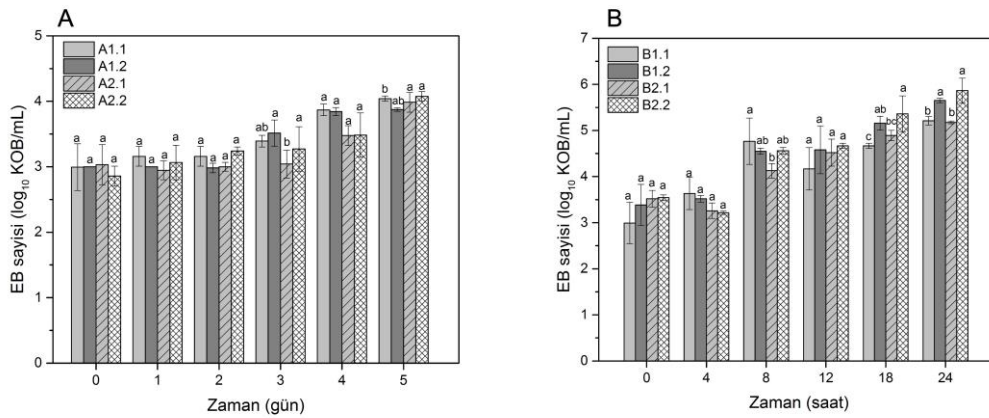 A
EB sayisi (log10 KOB/mL)
5
4
3
2
1
0
A1.1
A1.2
A2.1
A2.2
a a a a
a a a a
a a a a
ab a b a
a a a a
b ab a a
0 1 2 3 4 5
Zaman (gün)
B
EB sayisi (log10 KOB/mL)
7
6
5
4
3
2
1
0
B1.1
B1.2
B2.1
B2.2
a a a a
a a a a
a ab b ab
a a a a
c ab bc a
b a b a
0 4 8 12 18 24
Zaman (saat)